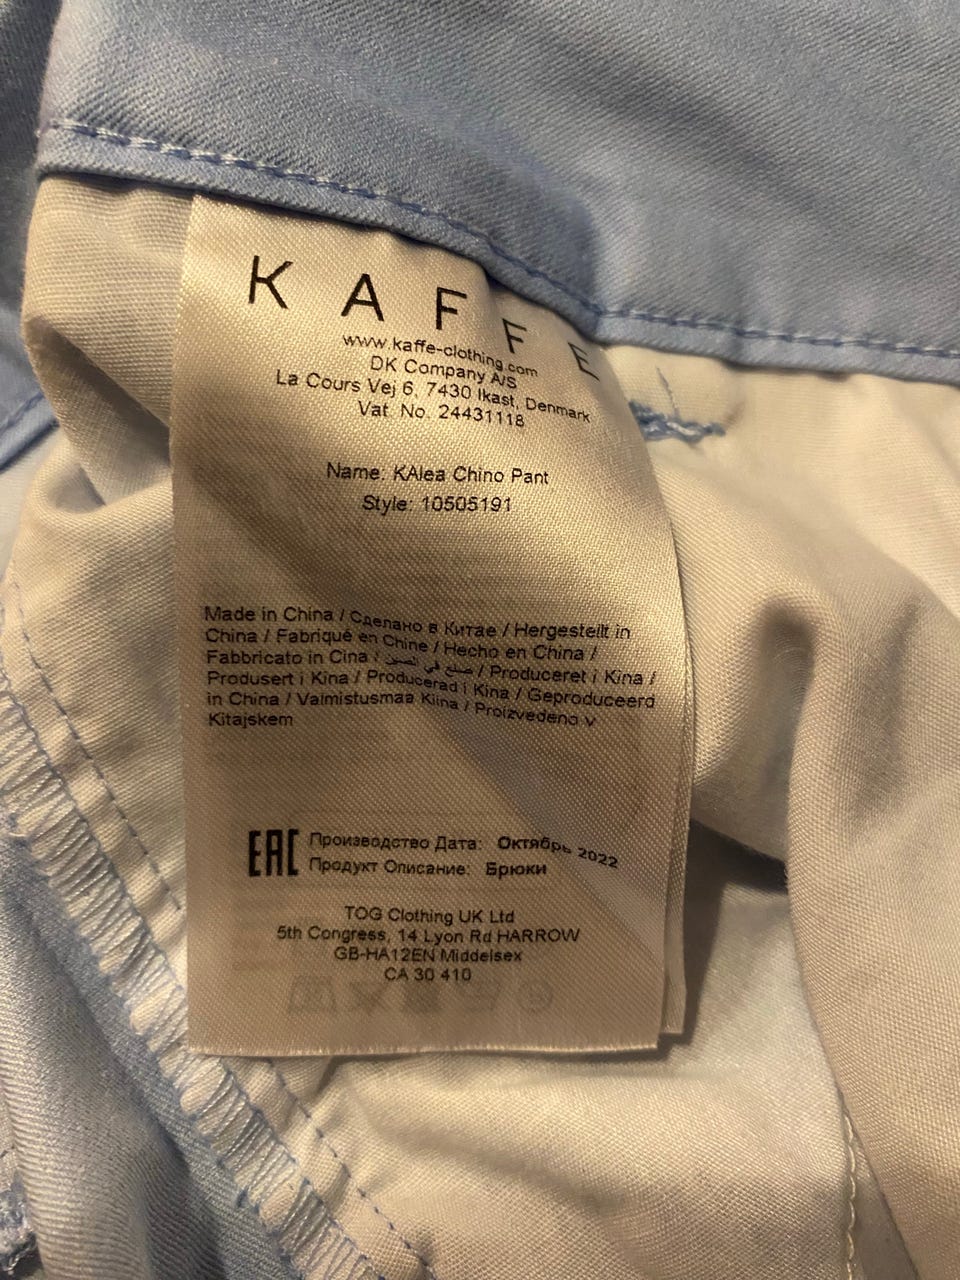 KAFFE
www.kaffe-clothing.com
DK Company A/S
La Cours Vej 6, 7430 Ikast, Denmark
Vat. No. 24431118
Name: KAlea Chino Pant
Style: 10505191
Made in China / Сделано в Китае / Hergestellt in
China / Fabriqué en Chine / Hecho en China /
Fabbricato in Cina / صنع في الصين / Produceret i Kina /
Produsert i Kina / Producerad i Kina / Geproduceerd
in China / Valmistusmaa Kiina / Proizvedeno v
Kitajskem
EAC Производство Дата: Октябрь 2022
Продукт Описание: Брюки
TOG Clothing UK Ltd
5th Congress, 14 Lyon Rd HARROW
GB-HA12EN Middelsex
CA 30 410